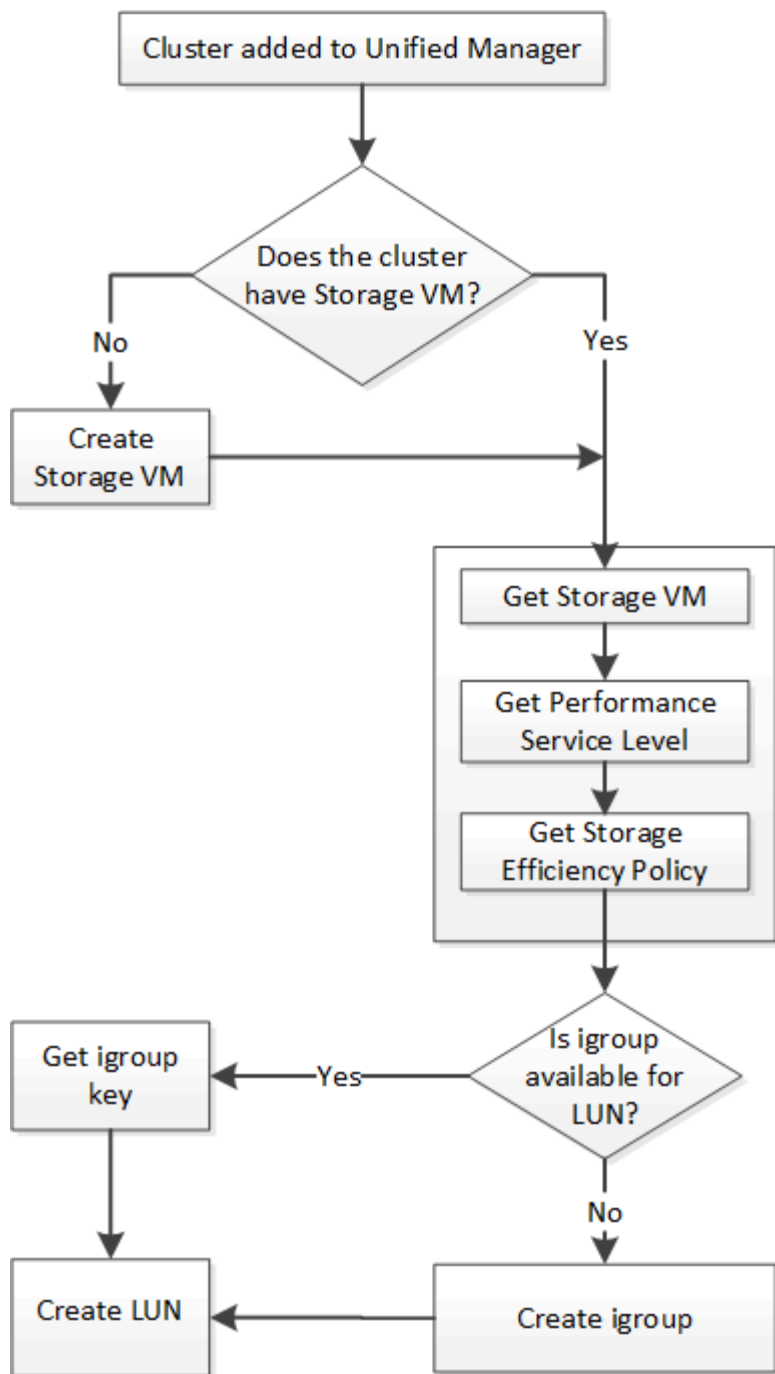 Cluster added to Unified Manager
Does the cluster
have Storage VM?
No
Yes
Create
Storage VM
Get Storage VM
Get Performance
Service Level
Get Storage
Efficiency Policy
Is igroup
available for
LUN?
Yes
Get igroup
key
No
Create LUN
Create igroup